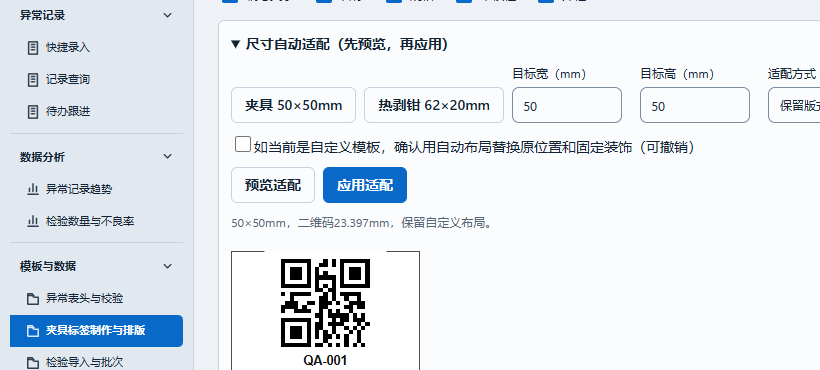 异常记录
快捷录入
记录查询
待办跟进
数据分析
异常记录趋势
检验数量与不良率
模板与数据
异常表头与校验
夹具标签制作与排版
检验导入与批次
▼ 尺寸自动适配（先预览，再应用）
目标宽（mm） 目标高（mm） 适配方式
夹具 50×50mm 热剥钳 62×20mm 50 50 保留版式
如当前是自定义模板，确认用自动布局替换原位置和固定装饰（可撤销）
预览适配 应用适配
50×50mm，二维码23.397mm，保留自定义布局。
QA-001